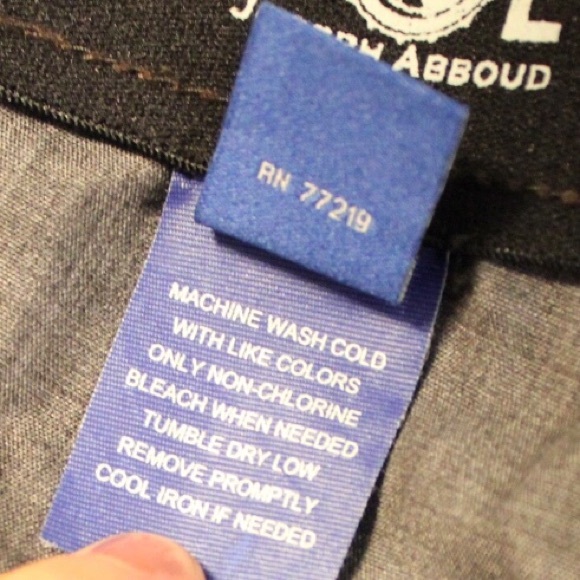 L
ABBOUD
RN 77219
MACHINE WASH COLD
WITH LIKE COLORS
ONLY NON-CHLORINE
BLEACH WHEN NEEDED
TUMBLE DRY LOW
REMOVE PROMPTLY
COOL IRON IF NEEDED